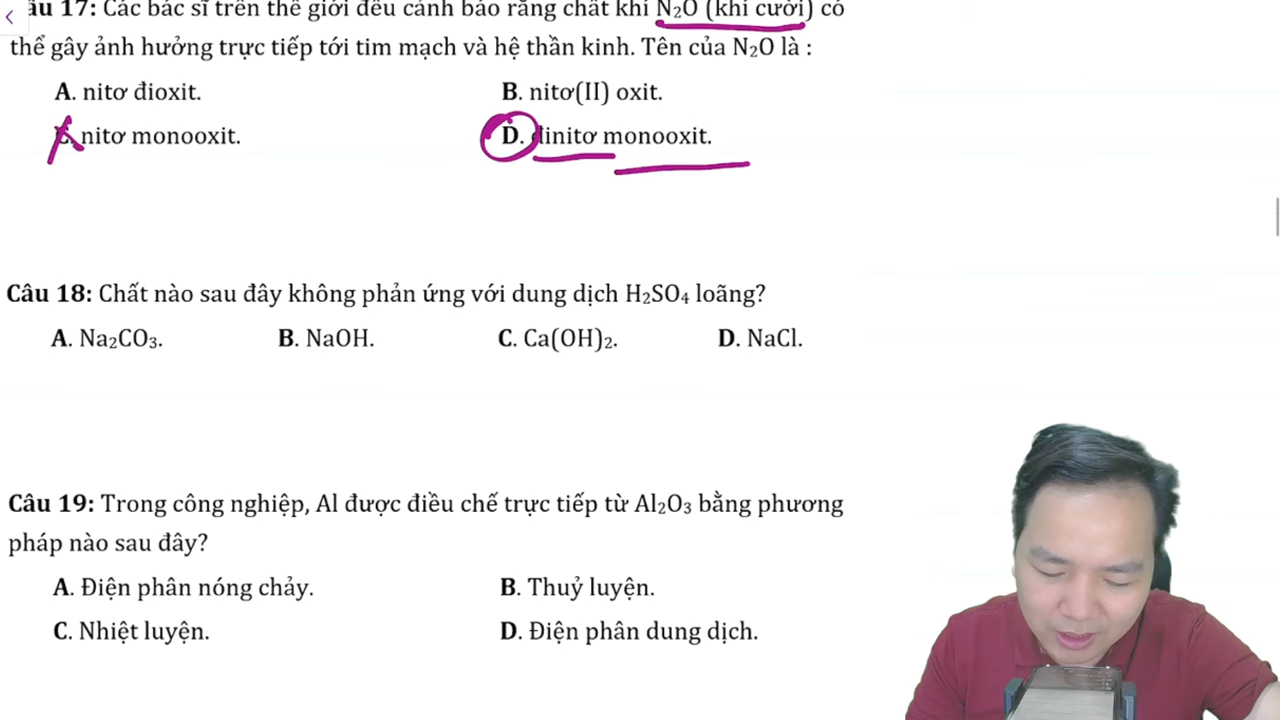 âu 17: Các bác sĩ trên thế giới đều cảnh báo rằng chất khí N₂O (khí cười) có
thể gây ảnh hưởng trực tiếp tới tim mạch và hệ thần kinh. Tên của N₂O là :
A. nitơ đioxit.
B. nitơ(II) oxit.
C. nitơ monooxit.
D. đinitơ monooxit.
Câu 18: Chất nào sau đây không phản ứng với dung dịch H₂SO₄ loãng?
A. Na₂CO₃.
B. NaOH.
C. Ca(OH)₂.
D. NaCl.
Câu 19: Trong công nghiệp, Al được điều chế trực tiếp từ Al₂O₃ bằng phương
pháp nào sau đây?
A. Điện phân nóng chảy.
B. Thuỷ luyện.
C. Nhiệt luyện.
D. Điện phân dung dịch.